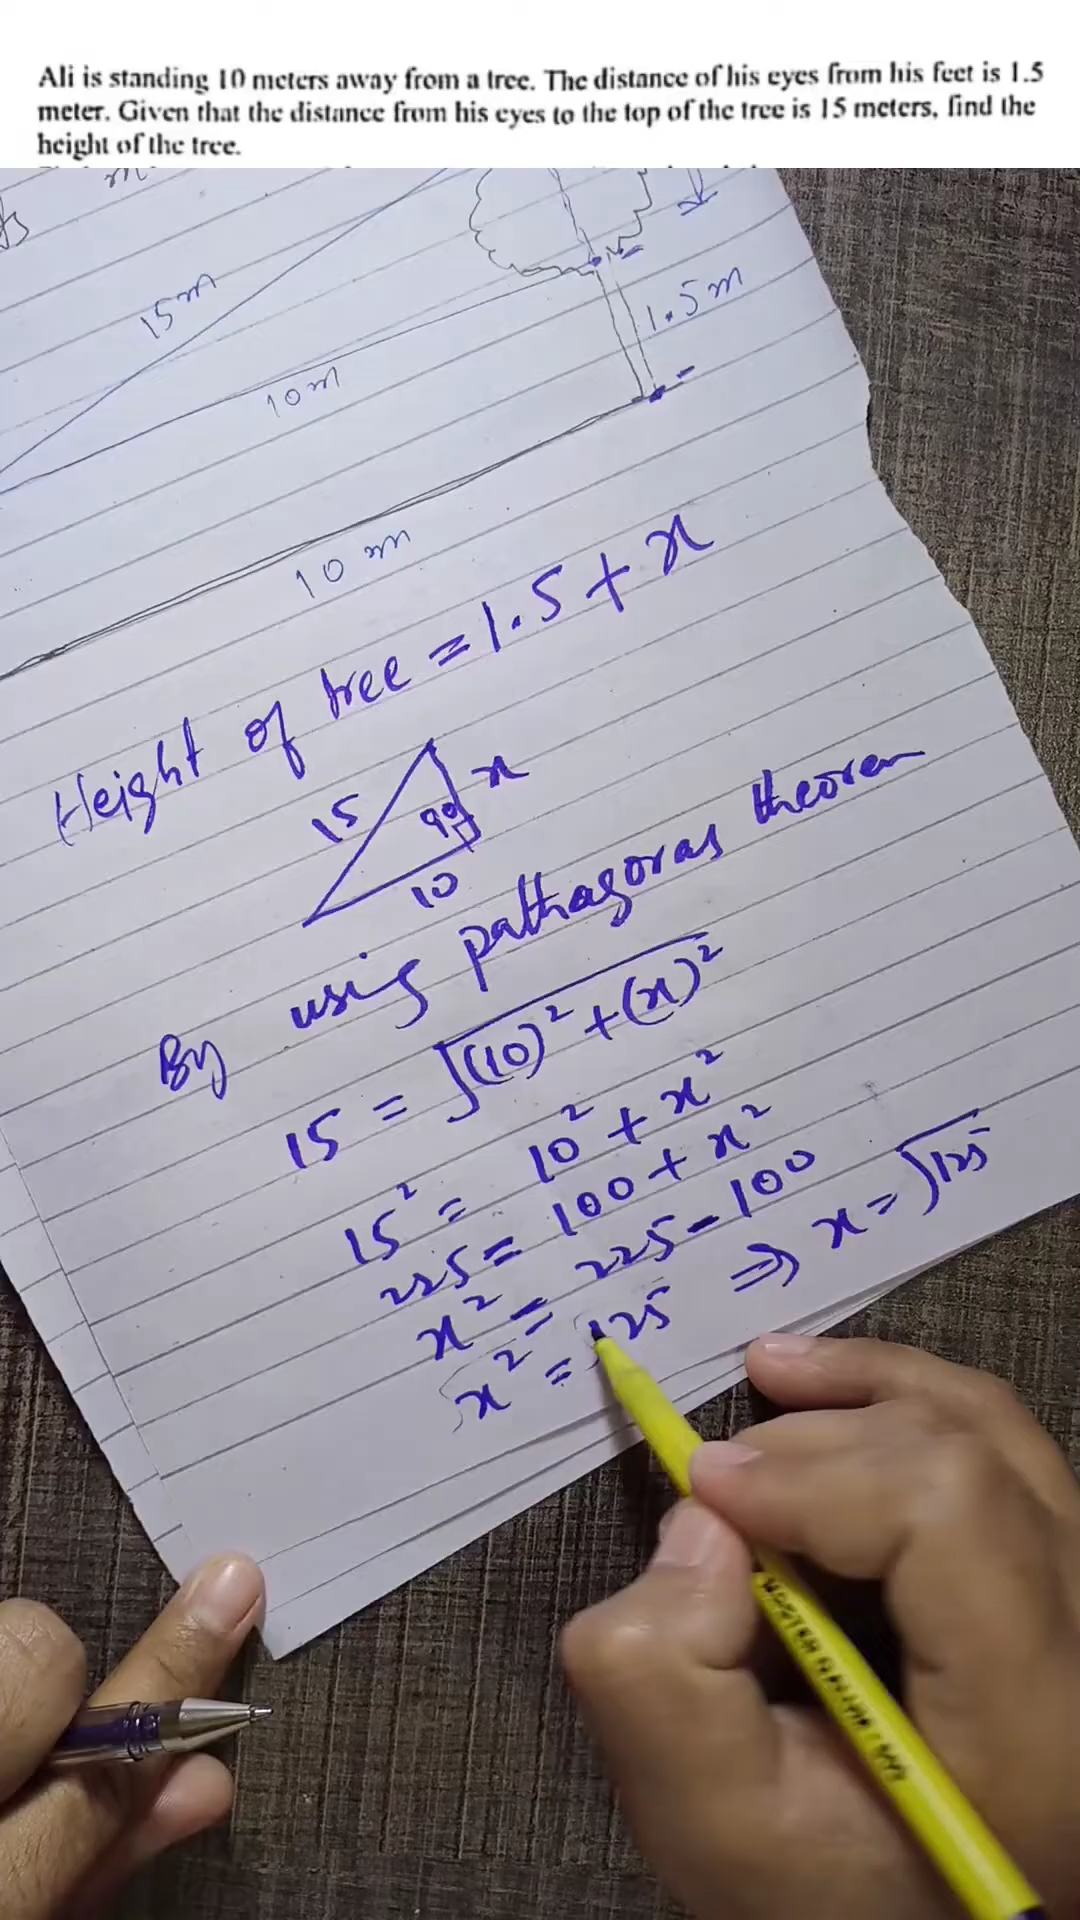 Ali is standing 10 meters away from a tree. The distance of his eyes from his feet is 1.5
meter. Given that the distance from his eyes to the top of the tree is 15 meters, find the
height of the tree.
15m
1.5m
10m
10 m
Height of tree = 1.5 + x
15
90
x
10
By using pathagoras theorem
15 = √(10)² + (x)²
15² = 10² + x²
225 = 100 + x²
x² = 225 - 100
x² = 125 ⇒ x = √125